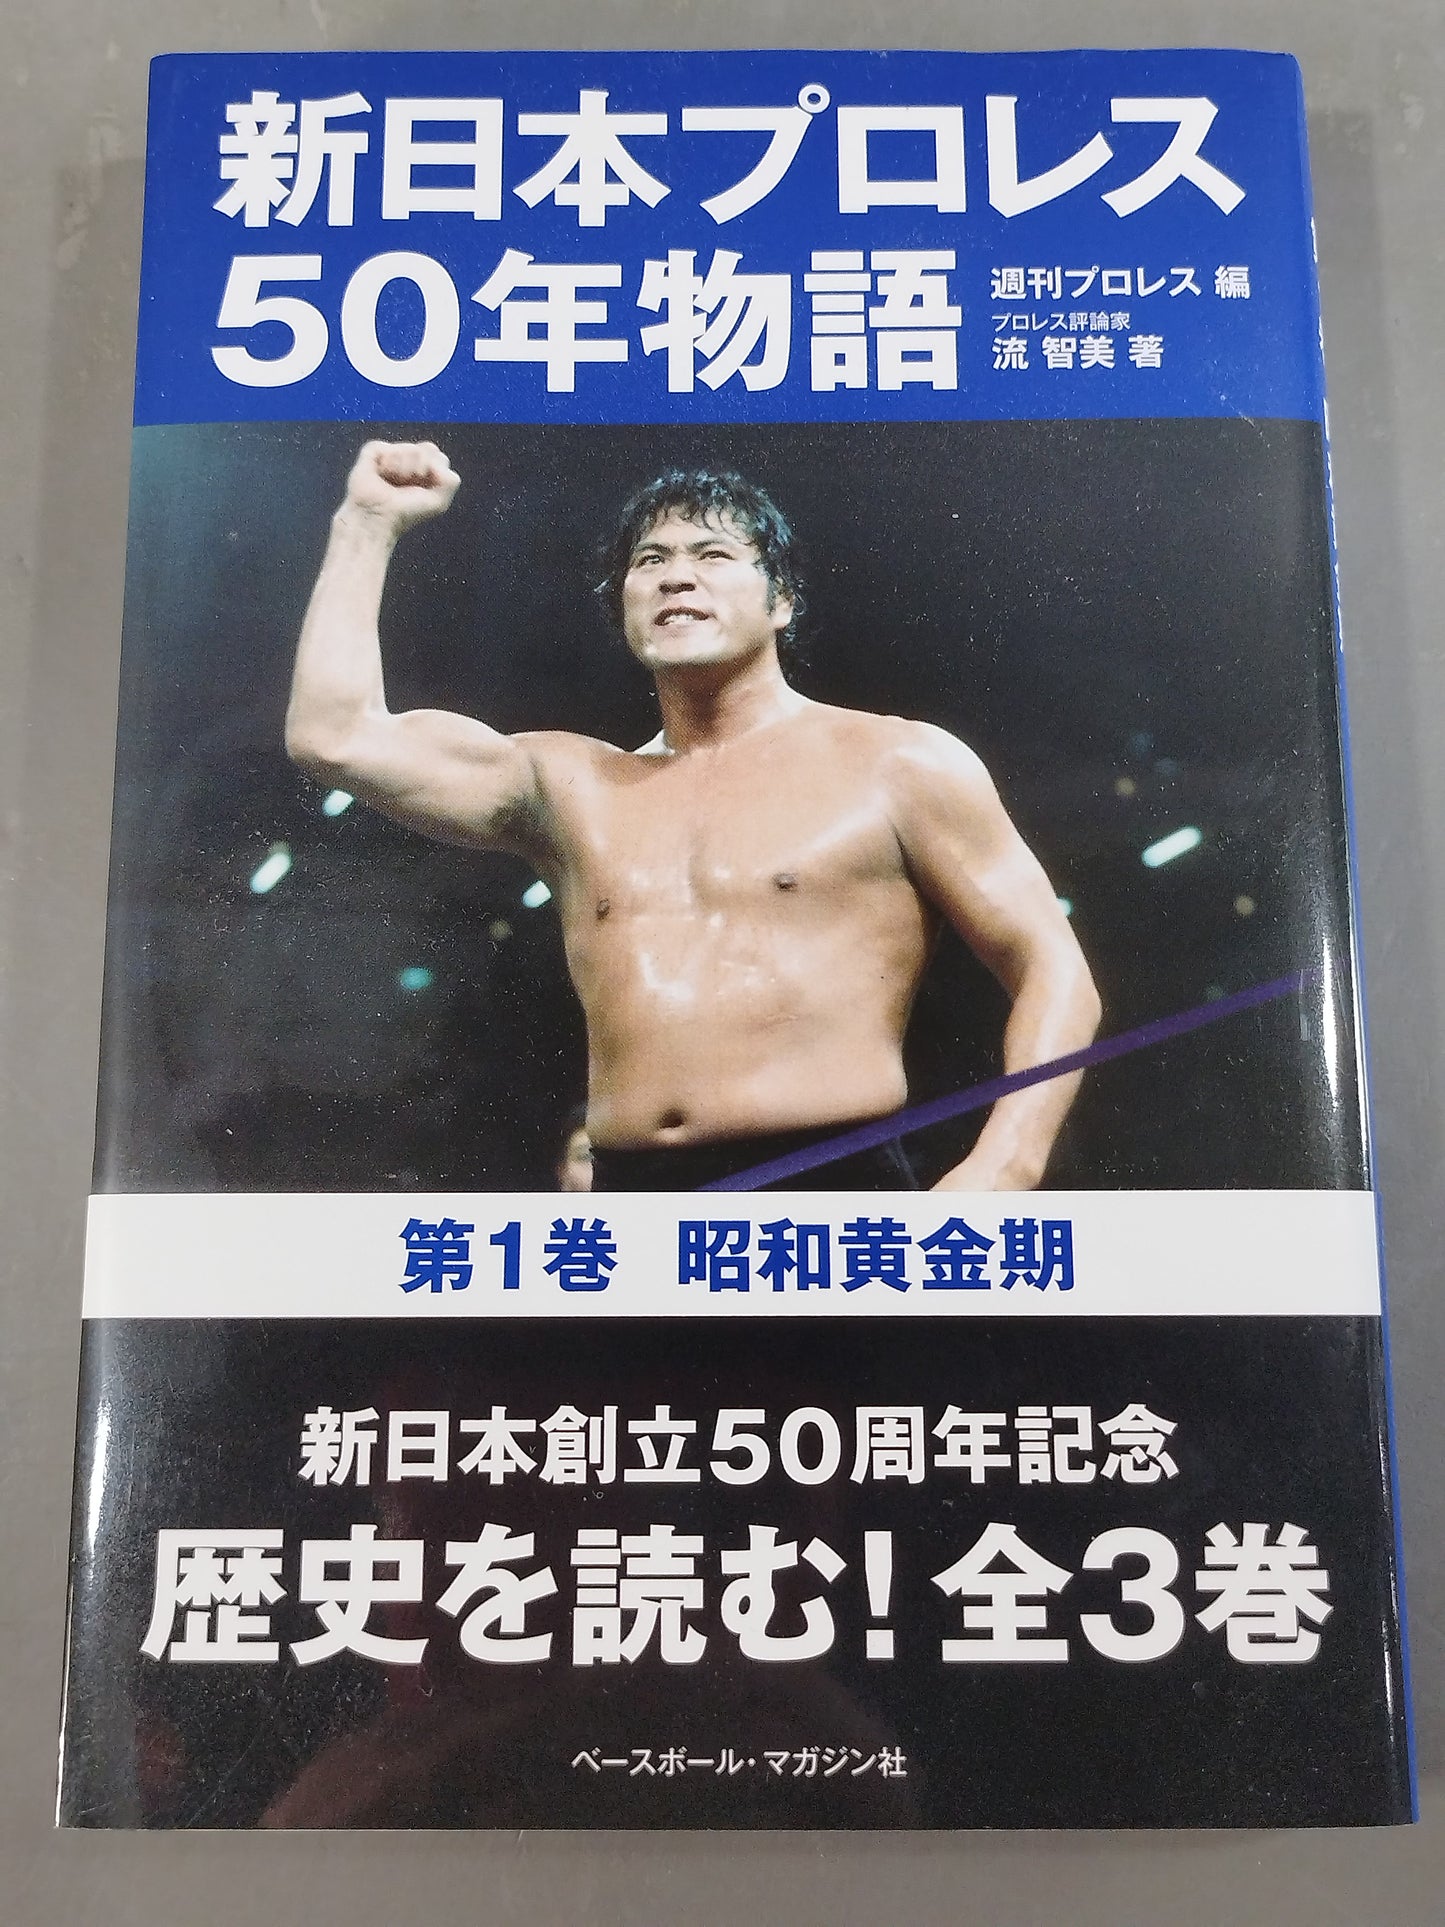 新日本プロレス
50年物語
週刊プロレス 編
プロレス評論家
流 智美 著
第1巻 昭和黄金期
新日本創立50周年記念
歴史を読む!全3巻
ベースボール・マガジン社